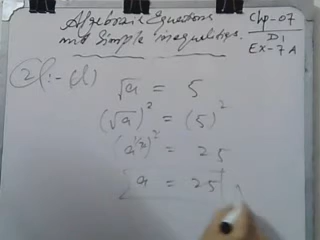 Algebraic Equations Chp-07
and Simple inequalities. D1
Ex-7A
√a = 5
(√a)² = (5)²
(a^{1/2})² = 25
a = 25